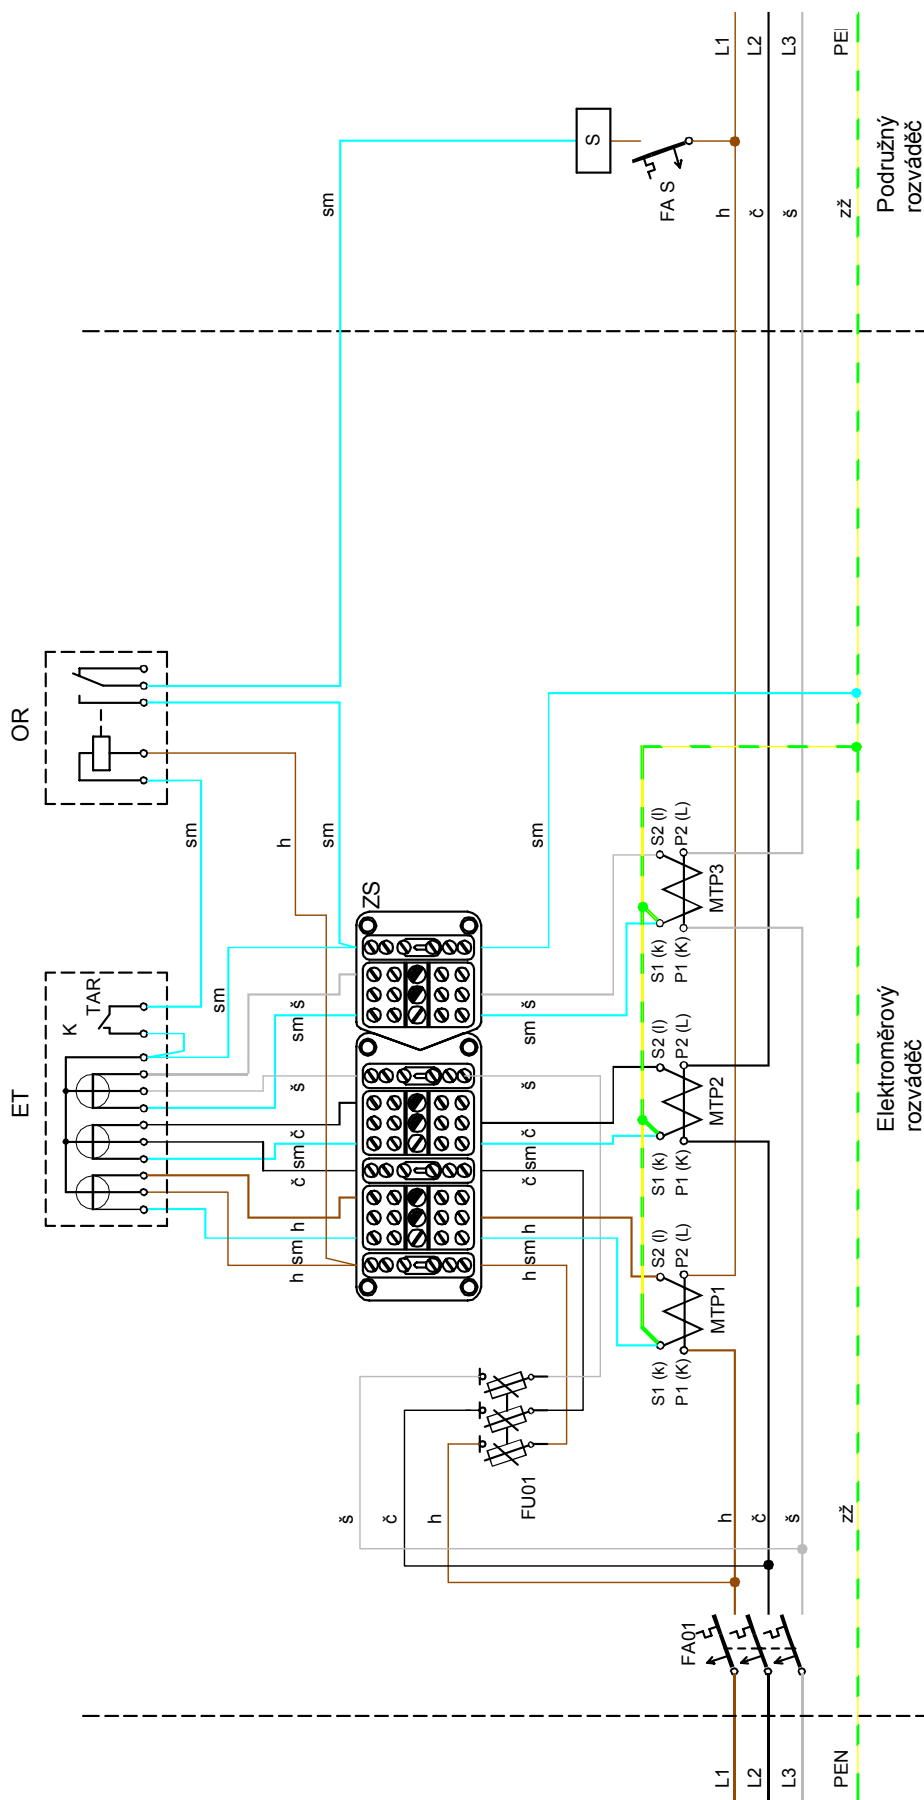 ET
OR
K
TAR
sm
sm
h
h sm h
č sm č
š
sm š
sm
sm
š
ZS
č
h
FU01
h sm h
č sm č
š
sm š
sm
S
S1 (k)
S2 (l)
S1 (k)
S2 (l)
S1 (k)
S2 (l)
FA S
P1 (K)
P2 (L)
P1 (K)
P2 (L)
P1 (K)
P2 (L)
FA01
MTP1
MTP2
MTP3
L1
h
h
L1
L2
č
č
L2
L3
š
š
L3
PEN
zž
zž
PE
Elektroměrový
rozváděč
Podružný
rozváděč